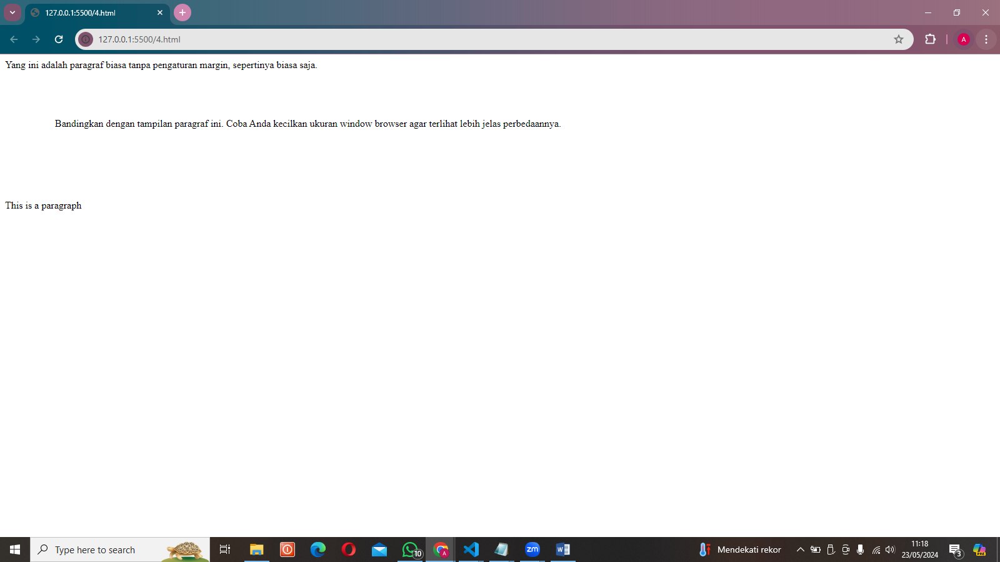 127.0.0.1:5500/4.html
127.0.0.1:5500/4.html
A
Yang ini adalah paragraf biasa tanpa pengaturan margin, sepertinya biasa saja.
Bandingkan dengan tampilan paragraf ini. Coba Anda kecilkan ukuran window browser agar terlihat lebih jelas perbedaannya.
This is a paragraph
Type here to search
10
A
zm
W
Mendekati rekor
11:18
23/05/2024
3
PRE